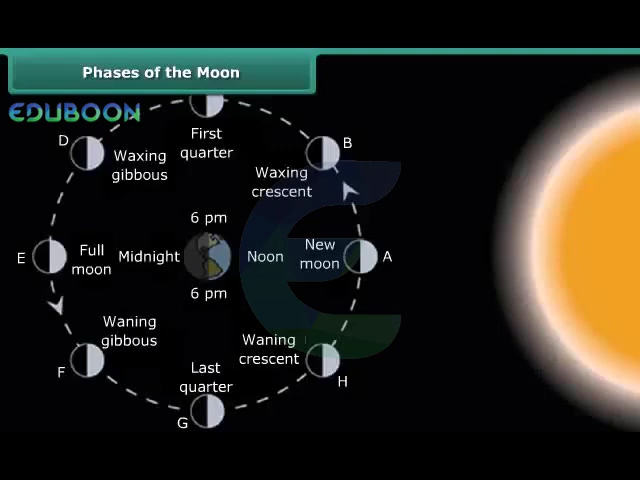 Phases of the Moon
EDUBOON
D
First
quarter
B
Waxing
gibbous
Waxing
crescent
6 pm
E
Full
moon
Midnight
Noon
New
moon
A
6 pm
Waning
gibbous
Waning
crescent
F
Last
quarter
H
G